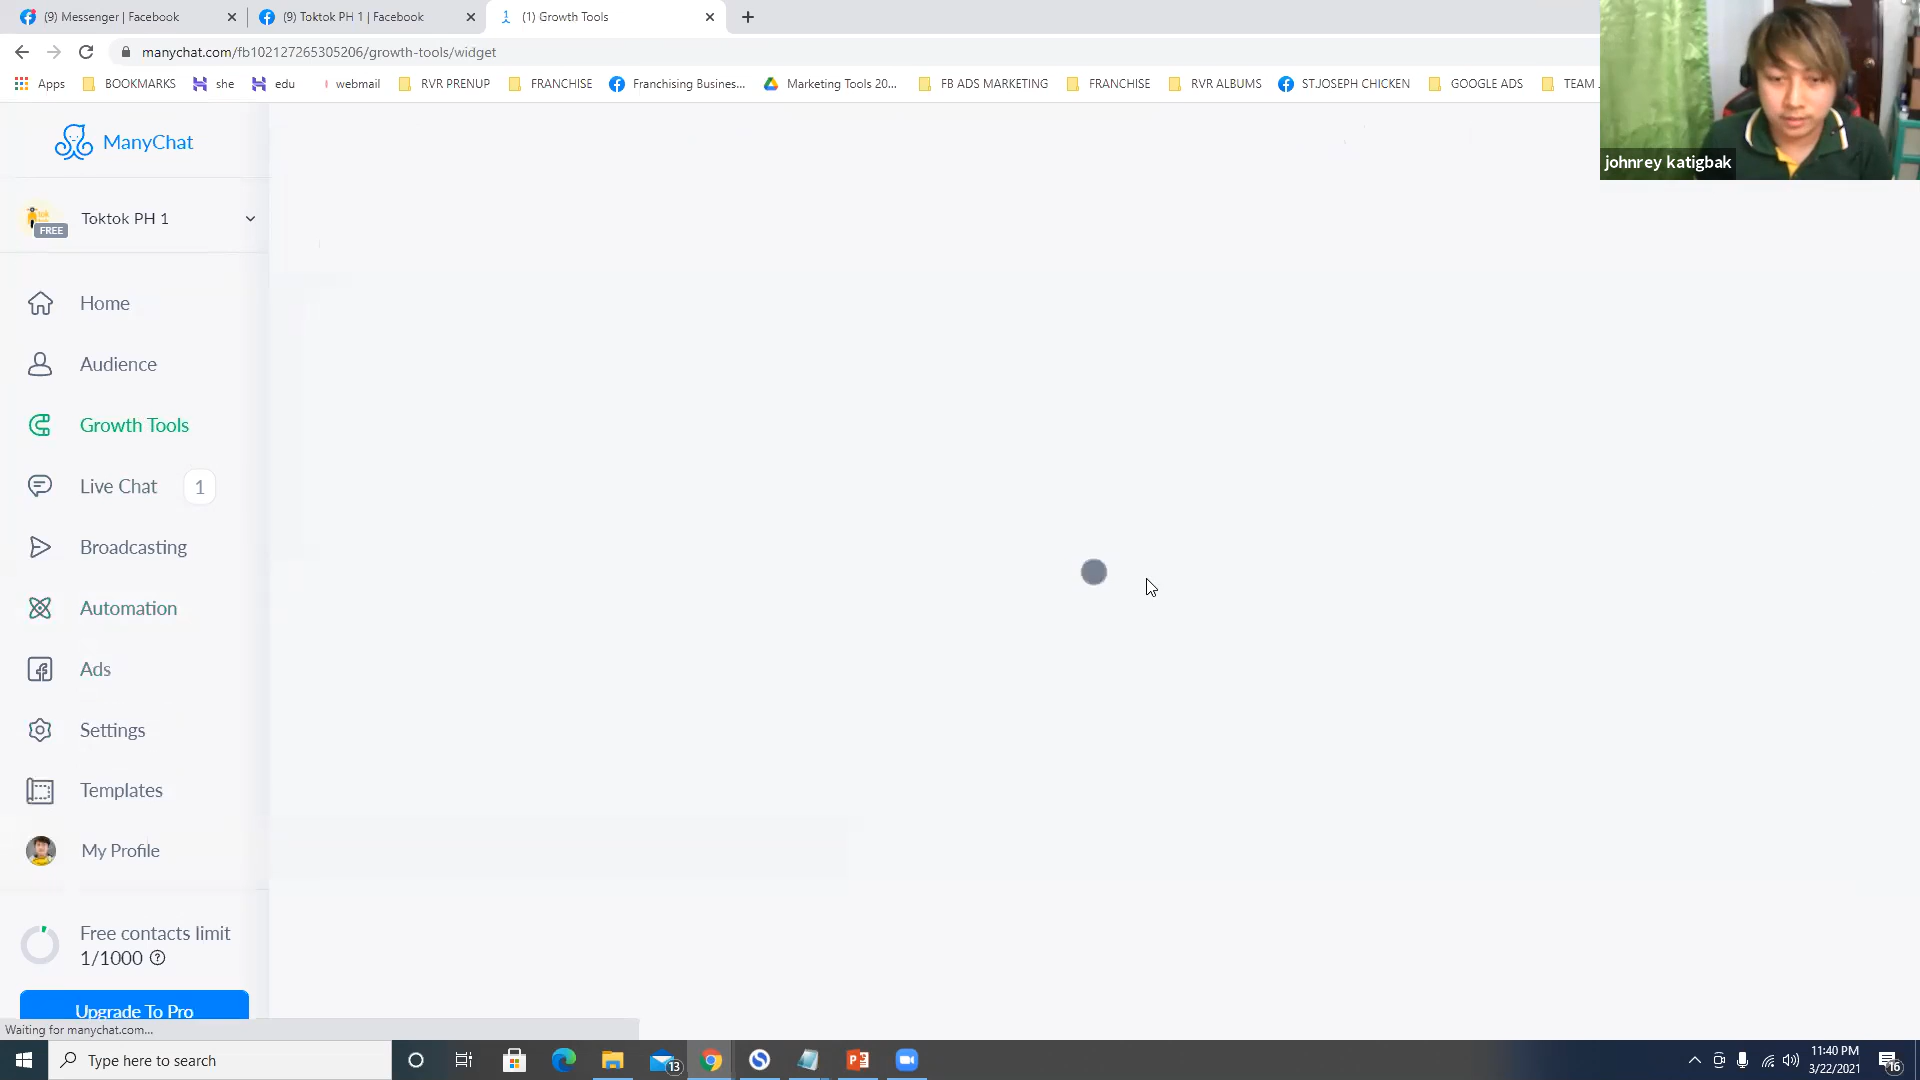 (9) Messenger | Facebook
(9) Toktok PH 1 | Facebook
(1) Growth Tools
manychat.com/fb102127265305206/growth-tools/widget
Apps
BOOKMARKS
she
edu
webmail
RVR PRENUP
FRANCHISE
Franchising Busines...
Marketing Tools 20...
FB ADS MARKETING
FRANCHISE
RVR ALBUMS
ST.JOSEPH CHICKEN
GOOGLE ADS
TEAM
johnrey katigbak
ManyChat
FREE
Toktok PH 1
Home
Audience
Growth Tools
Live Chat 1
Broadcasting
Automation
Ads
Settings
Templates
My Profile
Free contacts limit
1/1000
Upgrade To Pro
Waiting for manychat.com...
Type here to search
13
11:40 PM
3/22/2021
16